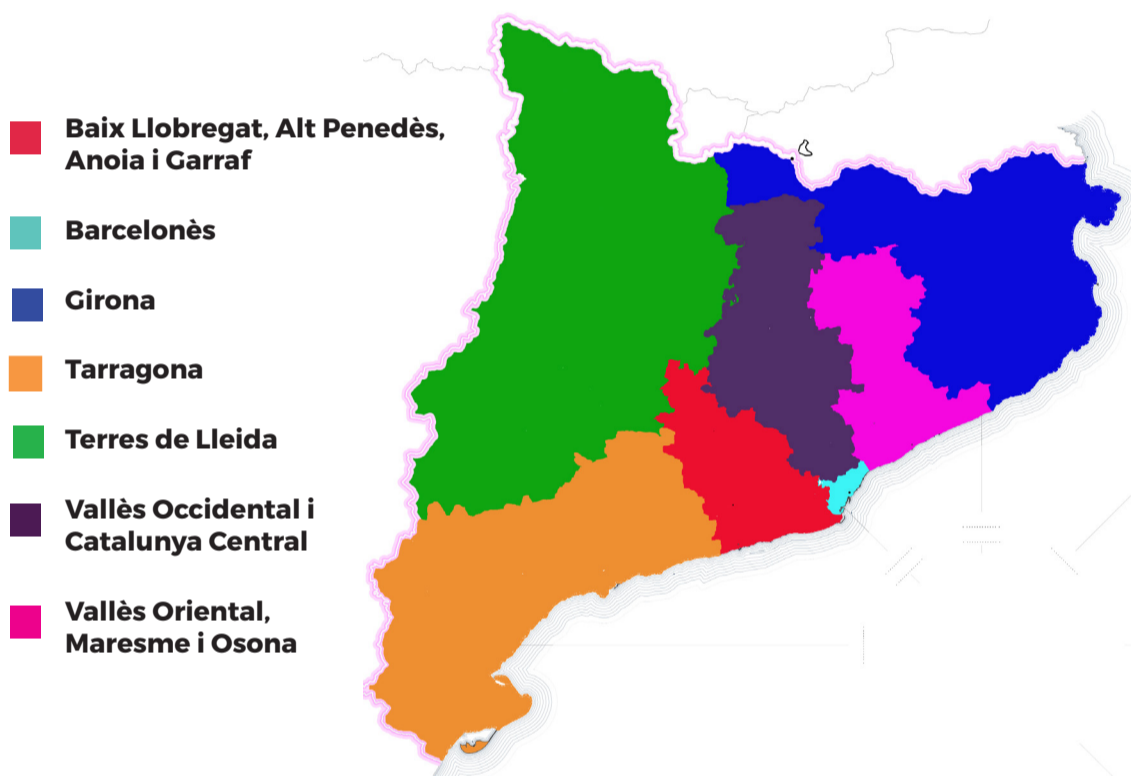 Baix Llobregat, Alt Penedès,
Anoia i Garraf
Barcelonès
Girona
Tarragona
Terres de Lleida
Vallès Occidental i
Catalunya Central
Vallès Oriental,
Maresme i Osona